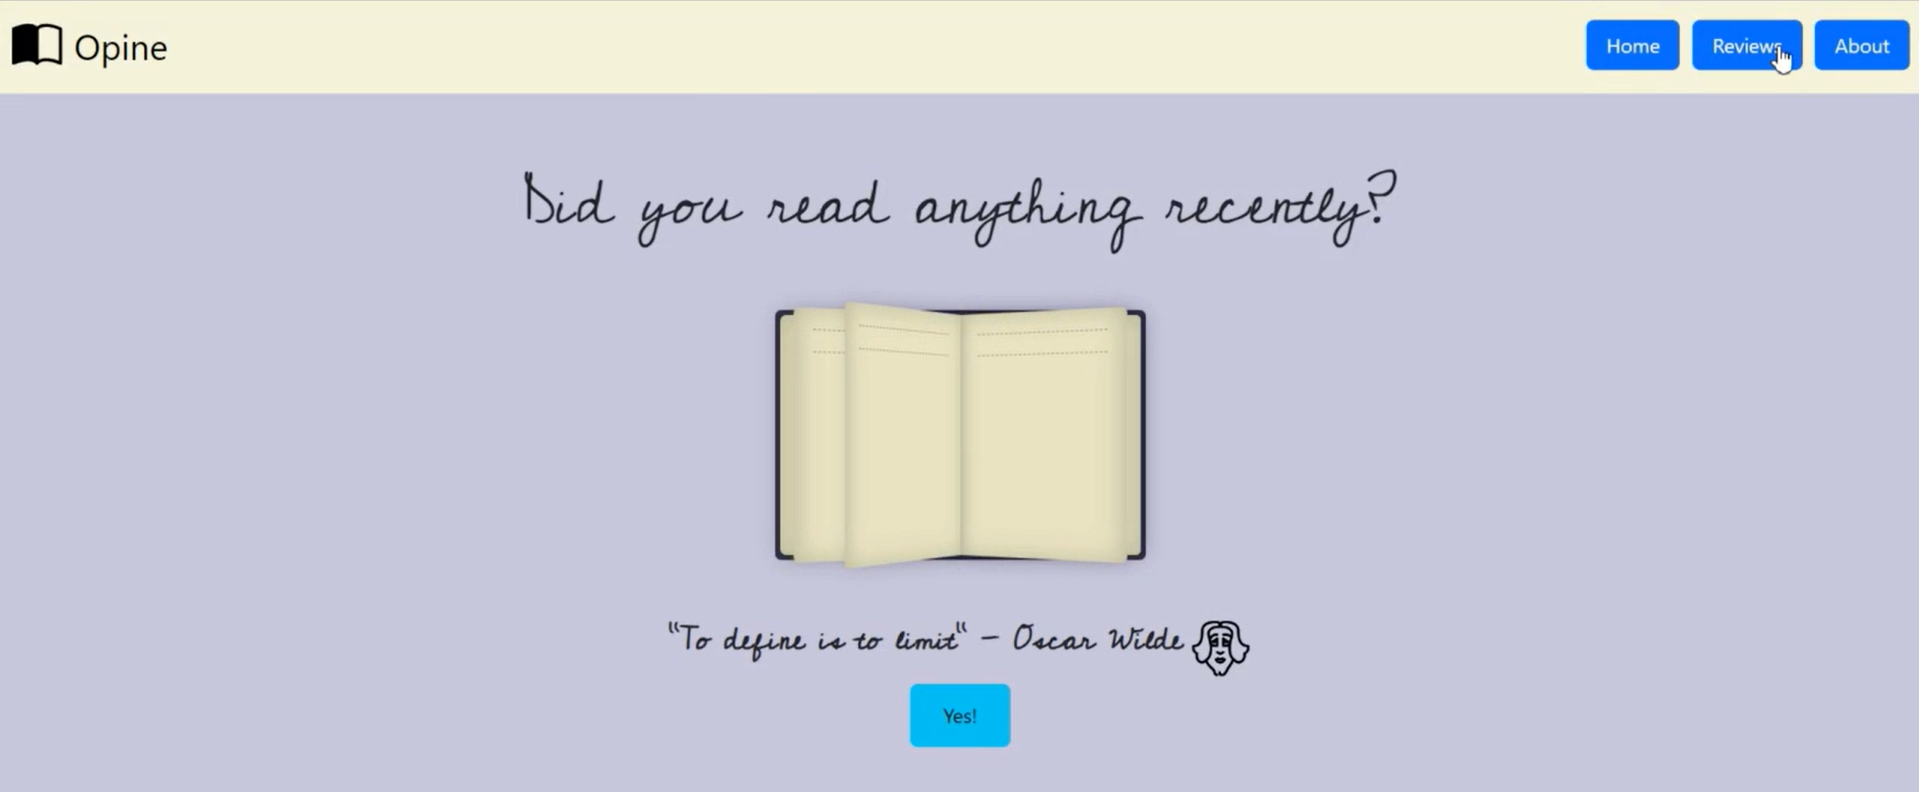 Opine
Home Reviews About
Did you read anything recently?
"To define is to limit" - Oscar Wilde
Yes!